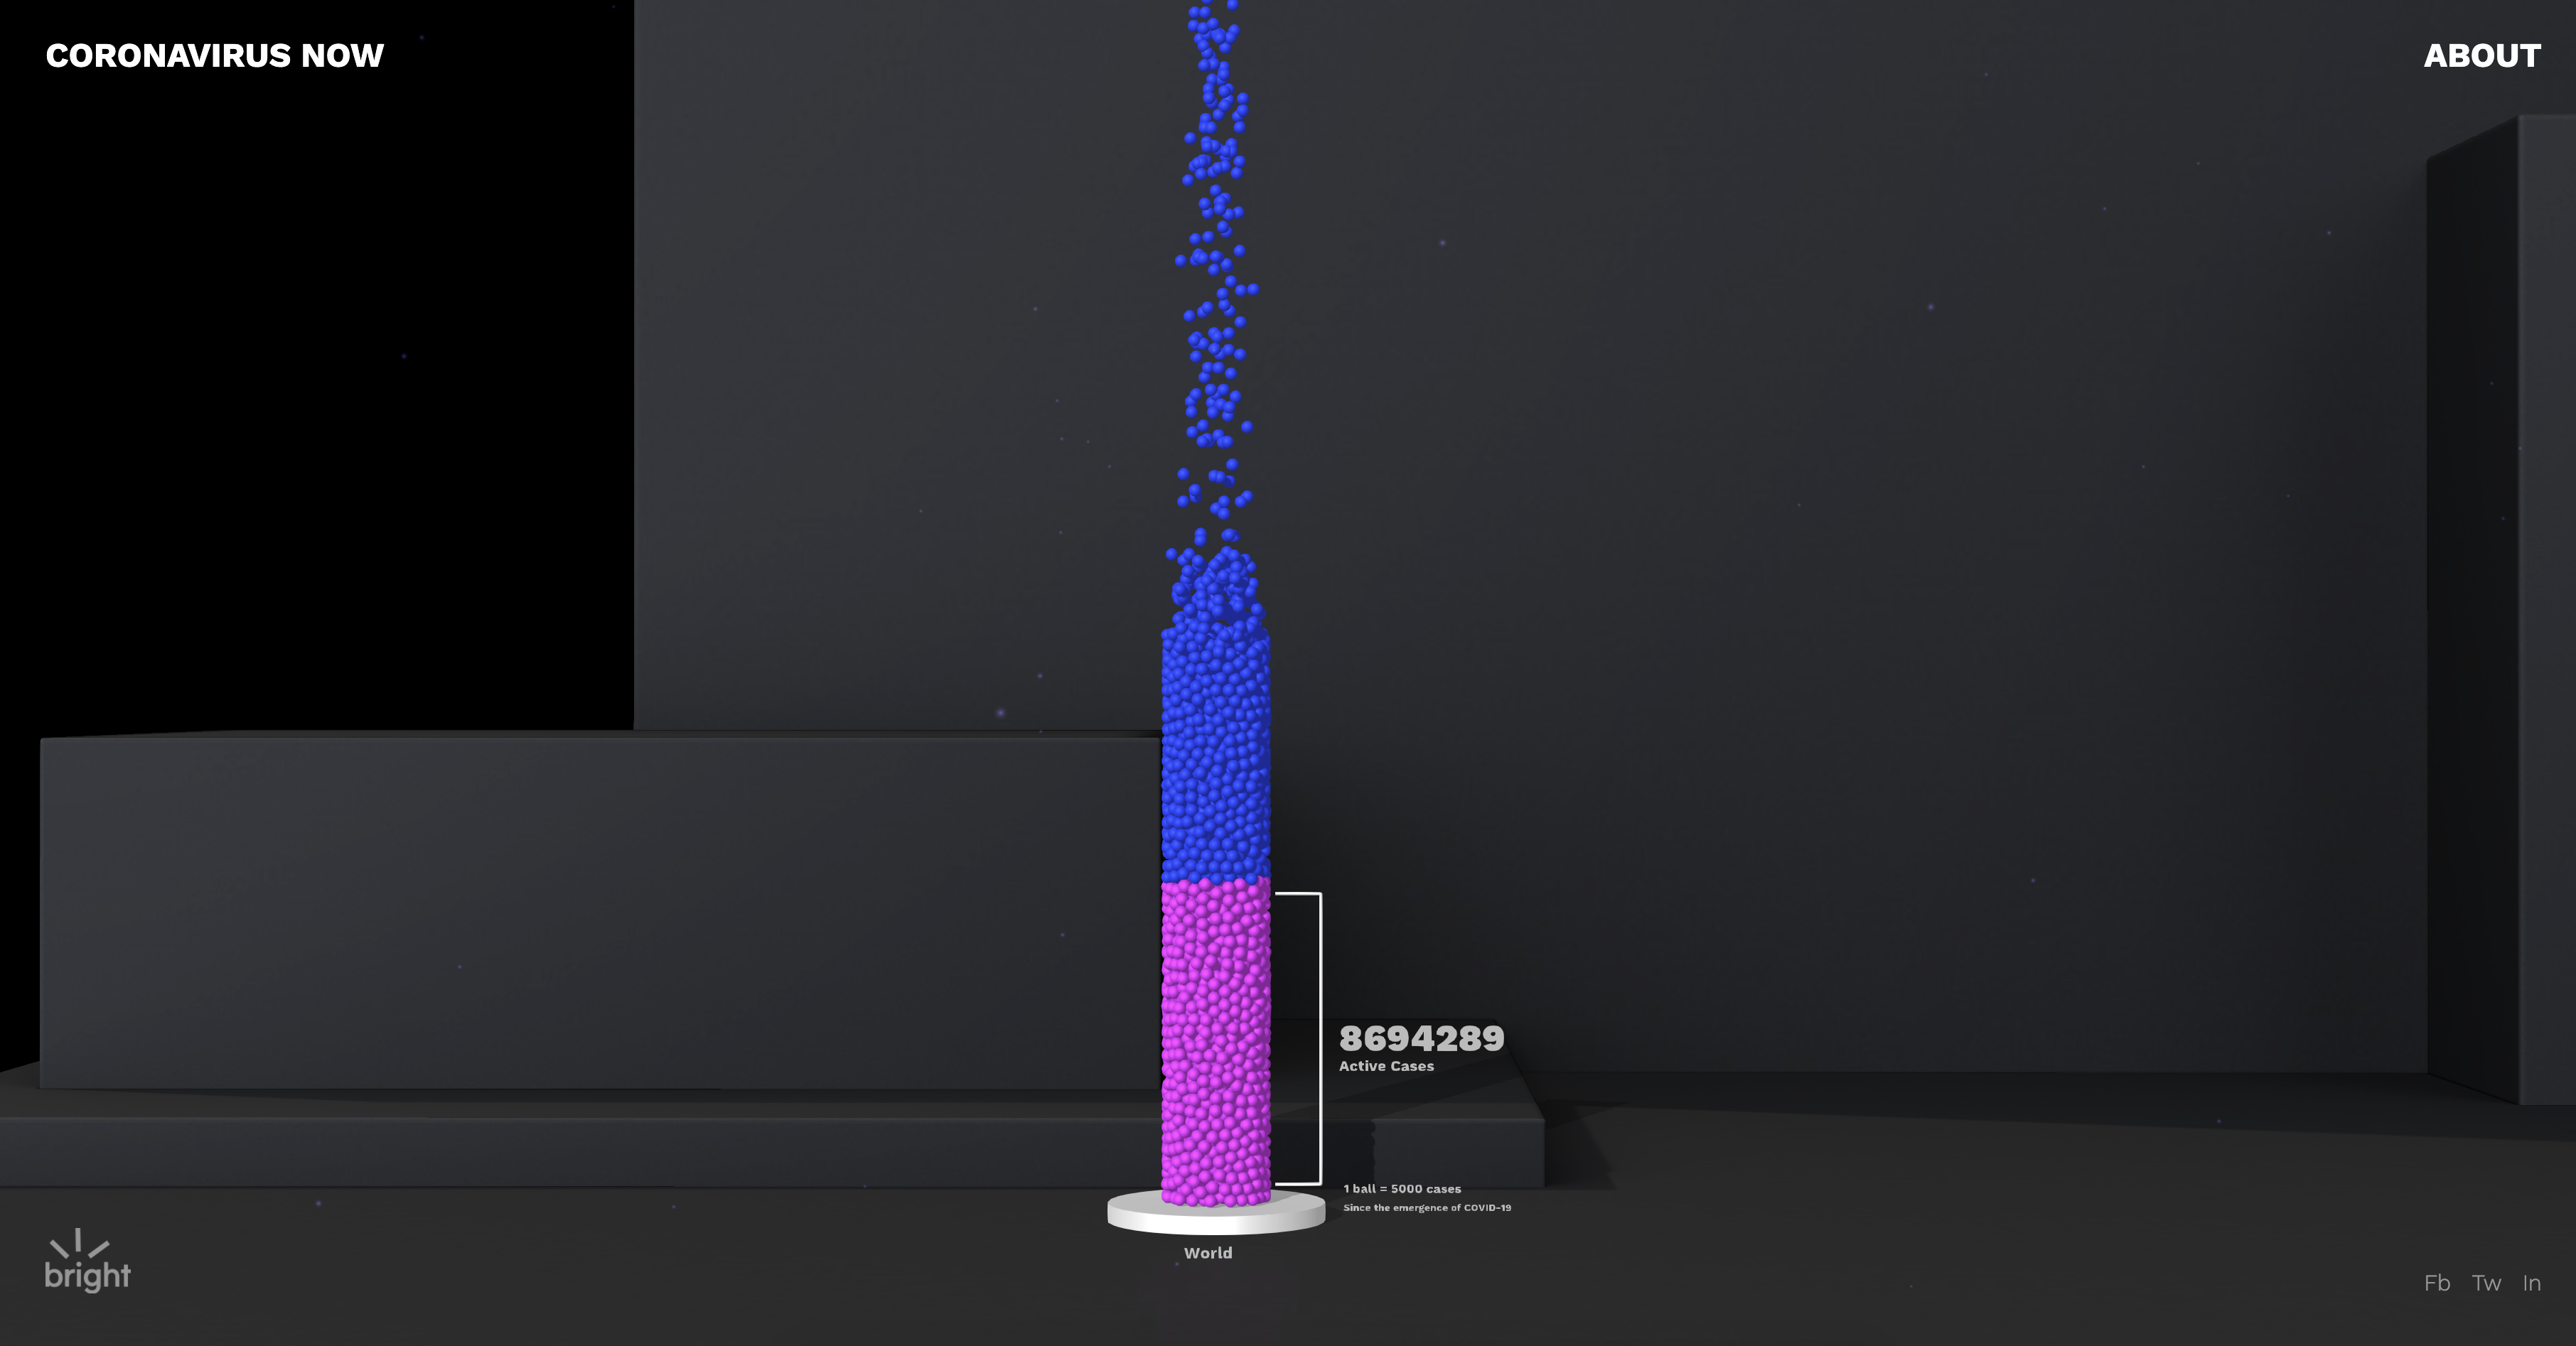 CORONAVIRUS NOW
ABOUT
8694289
Active Cases
1 ball = 5000 cases
Since the emergence of COVID-19
World
bright
Fb Tw In